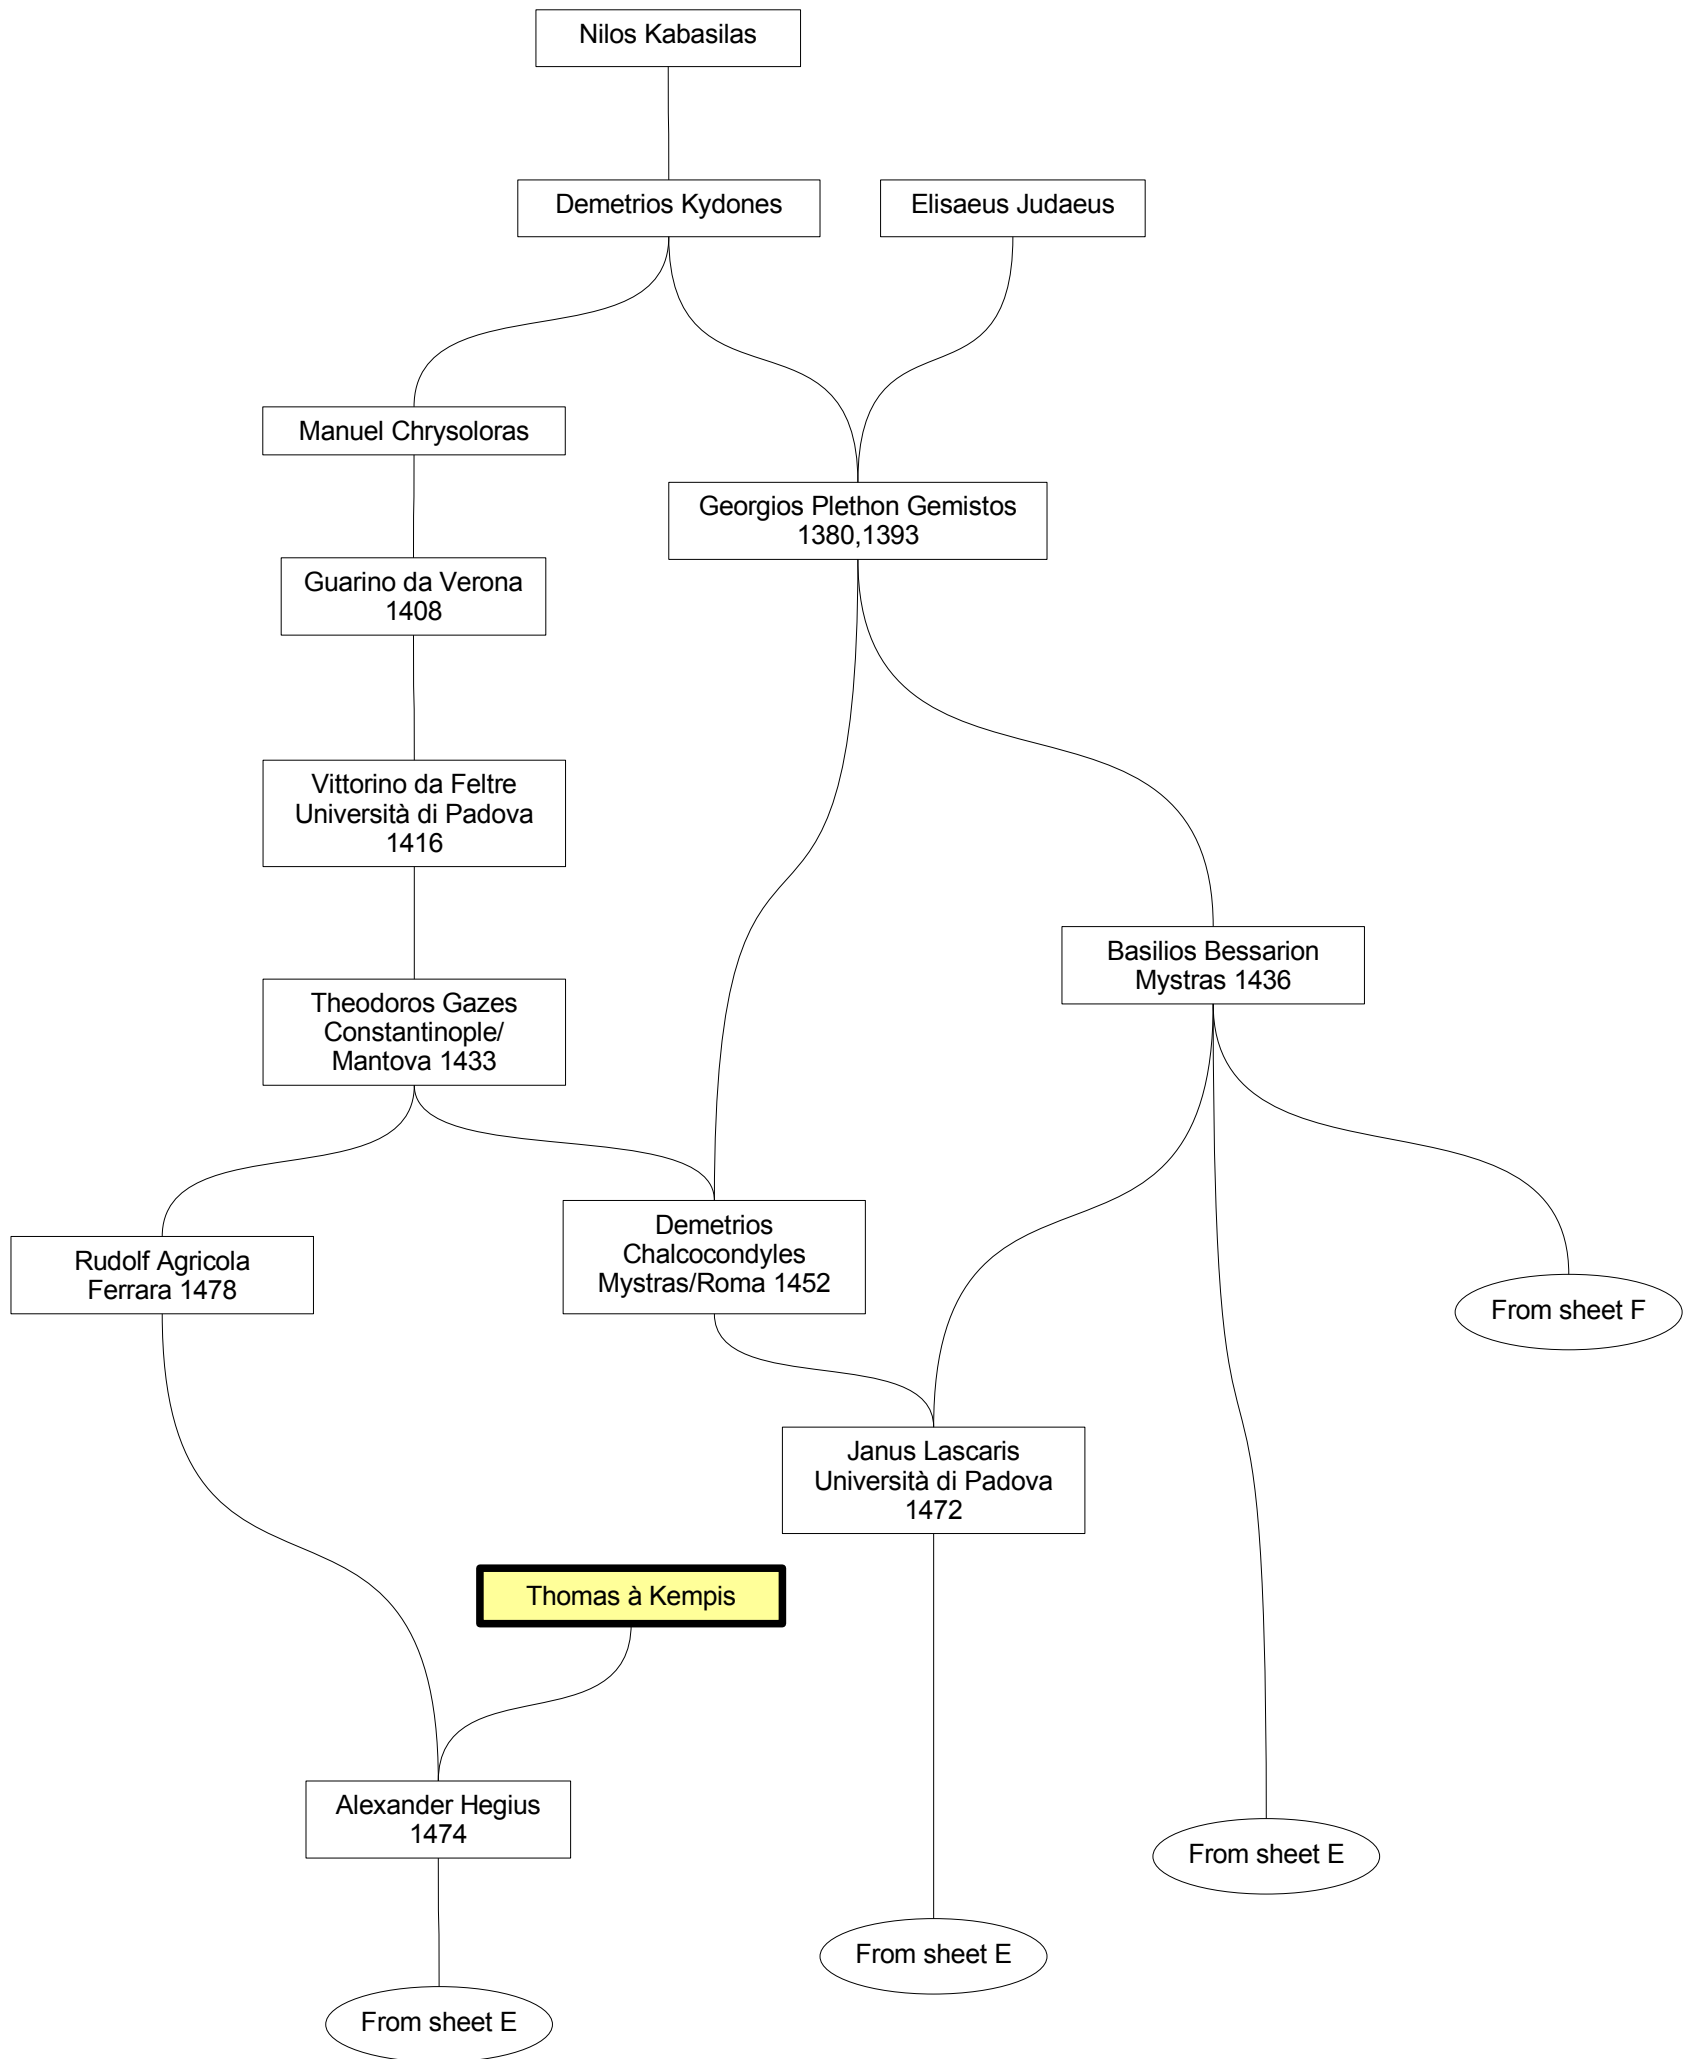 Nilos Kabasilas
Demetrios Kydones
Elisaeus Judaeus
Manuel Chrysoloras
Georgios Plethon Gemistos
1380,1393
Guarino da Verona
1408
Vittorino da Feltre
Università di Padova
1416
Basilios Bessarion
Mystras 1436
Theodoros Gazes
Constantinople/
Mantova 1433
Demetrios
Chalcocondyles
Mystras/Roma 1452
Rudolf Agricola
Ferrara 1478
From sheet F
Janus Lascaris
Università di Padova
1472
Thomas à Kempis
Alexander Hegius
1474
From sheet E
From sheet E
From sheet E